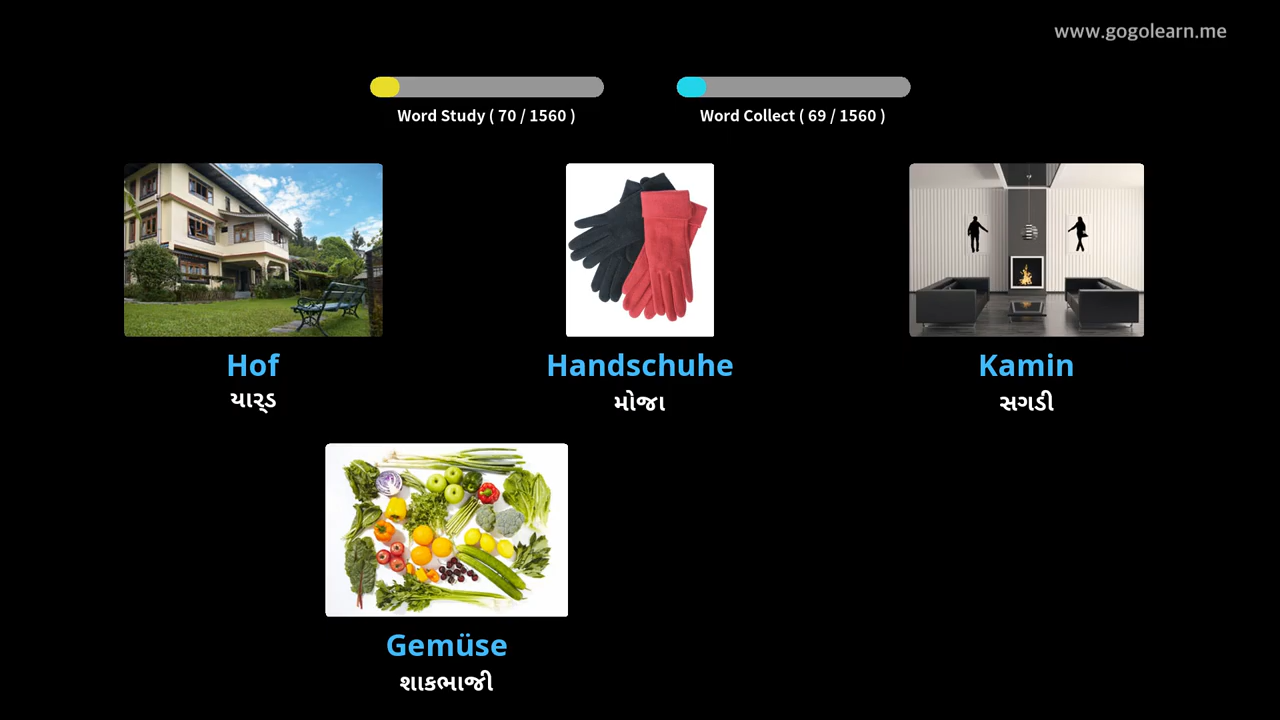 www.gogolearn.me
Word Study ( 70 / 1560 )
Word Collect ( 69 / 1560 )
Hof
યાર્ડ
Handschuhe
મોજા
Kamin
સગડી
Gemüse
શાકભાજી